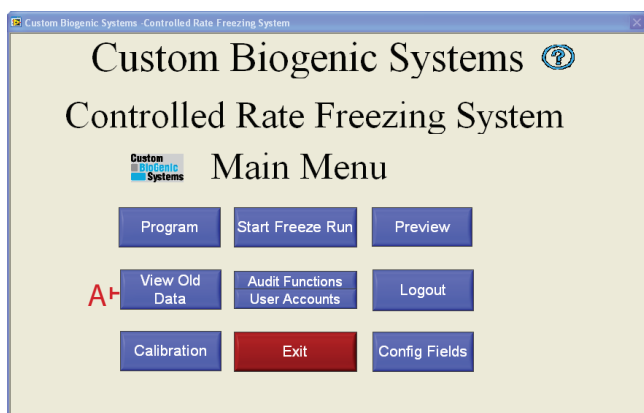 Custom Biogenic Systems -Controlled Rate Freezing System
Custom Biogenic Systems ?
Controlled Rate Freezing System
Custom
BioGenic
Systems
Main Menu
Program
Start Freeze Run
Preview
A
View Old
Data
Audit Functions
User Accounts
Logout
Calibration
Exit
Config Fields